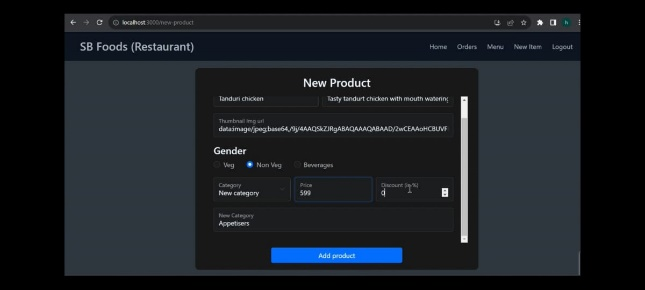 localhost:3000/new-product
SB Foods (Restaurant)
Home Orders Menu New Item Logout
New Product
Tanduri chicken
Tasty tandurt chicken with mouth watering
Thumbnail Img url
data:image/jpeg;base64,/9j/4AAQSkZJRgABAQAAAQABAAD/2wCEAAoHCBUVF
Gender
Veg Non Veg Beverages
Category Price Discount (in %)
New category 599 0
New Category
Appetisers
Add product